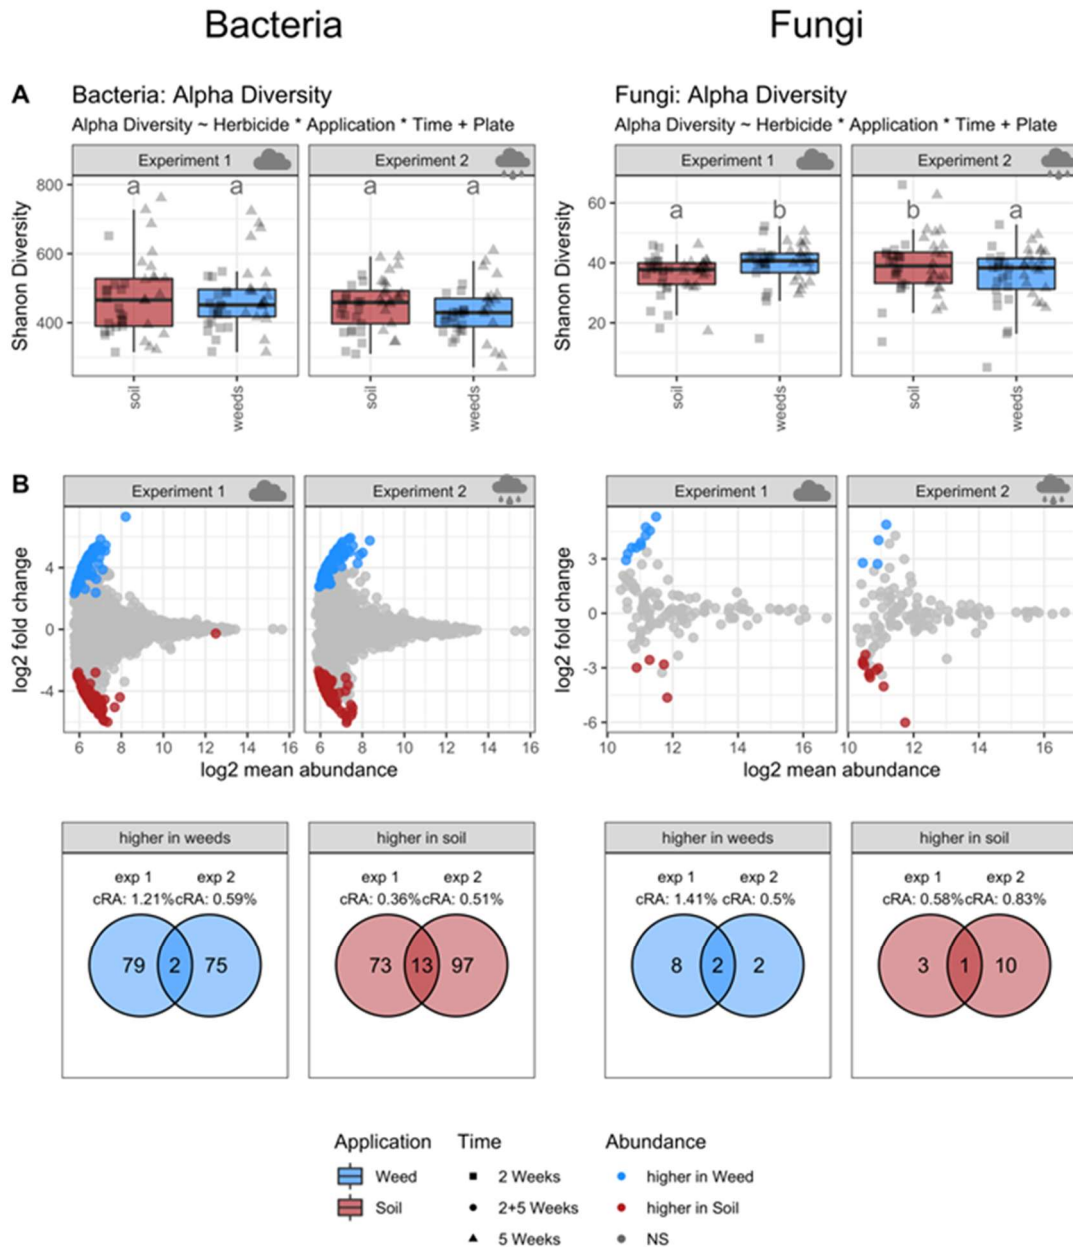 Bacteria
Fungi
A
Bacteria: Alpha Diversity
Alpha Diversity ~ Herbicide * Application * Time + Plate
Experiment 1
Experiment 2
Shannon Diversity
800
600
400
a
a
a
a
soil
weeds
soil
weeds
Fungi: Alpha Diversity
Alpha Diversity ~ Herbicide * Application * Time + Plate
Experiment 1
Experiment 2
Shannon Diversity
60
40
20
a
b
b
a
soil
weeds
soil
weeds
B
Experiment 1
Experiment 2
log2 fold change
4
0
-4
6 8 10 12 14 16
6 8 10 12 14 16
log2 mean abundance
Experiment 1
Experiment 2
log2 fold change
3
0
-3
-6
10 12 14 16
10 12 14 16
log2 mean abundance
higher in weeds
exp 1 exp 2
cRA: 1.21% cRA: 0.59%
79 2 75
higher in soil
exp 1 exp 2
cRA: 0.36% cRA: 0.51%
73 13 97
higher in weeds
exp 1 exp 2
cRA: 1.41% cRA: 0.5%
8 2 2
higher in soil
exp 1 exp 2
cRA: 0.58% cRA: 0.83%
3 1 10
Application
Weed
Soil
Time
2 Weeks
2+5 Weeks
5 Weeks
Abundance
higher in Weed
higher in Soil
NS